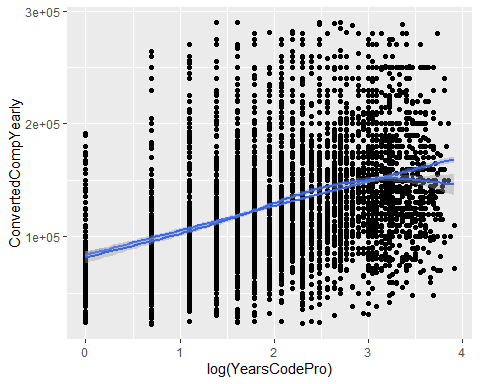 3e+05
2e+05
1e+05
ConvertedCompYearly
0
1
2
3
4
log(YearsCodePro)